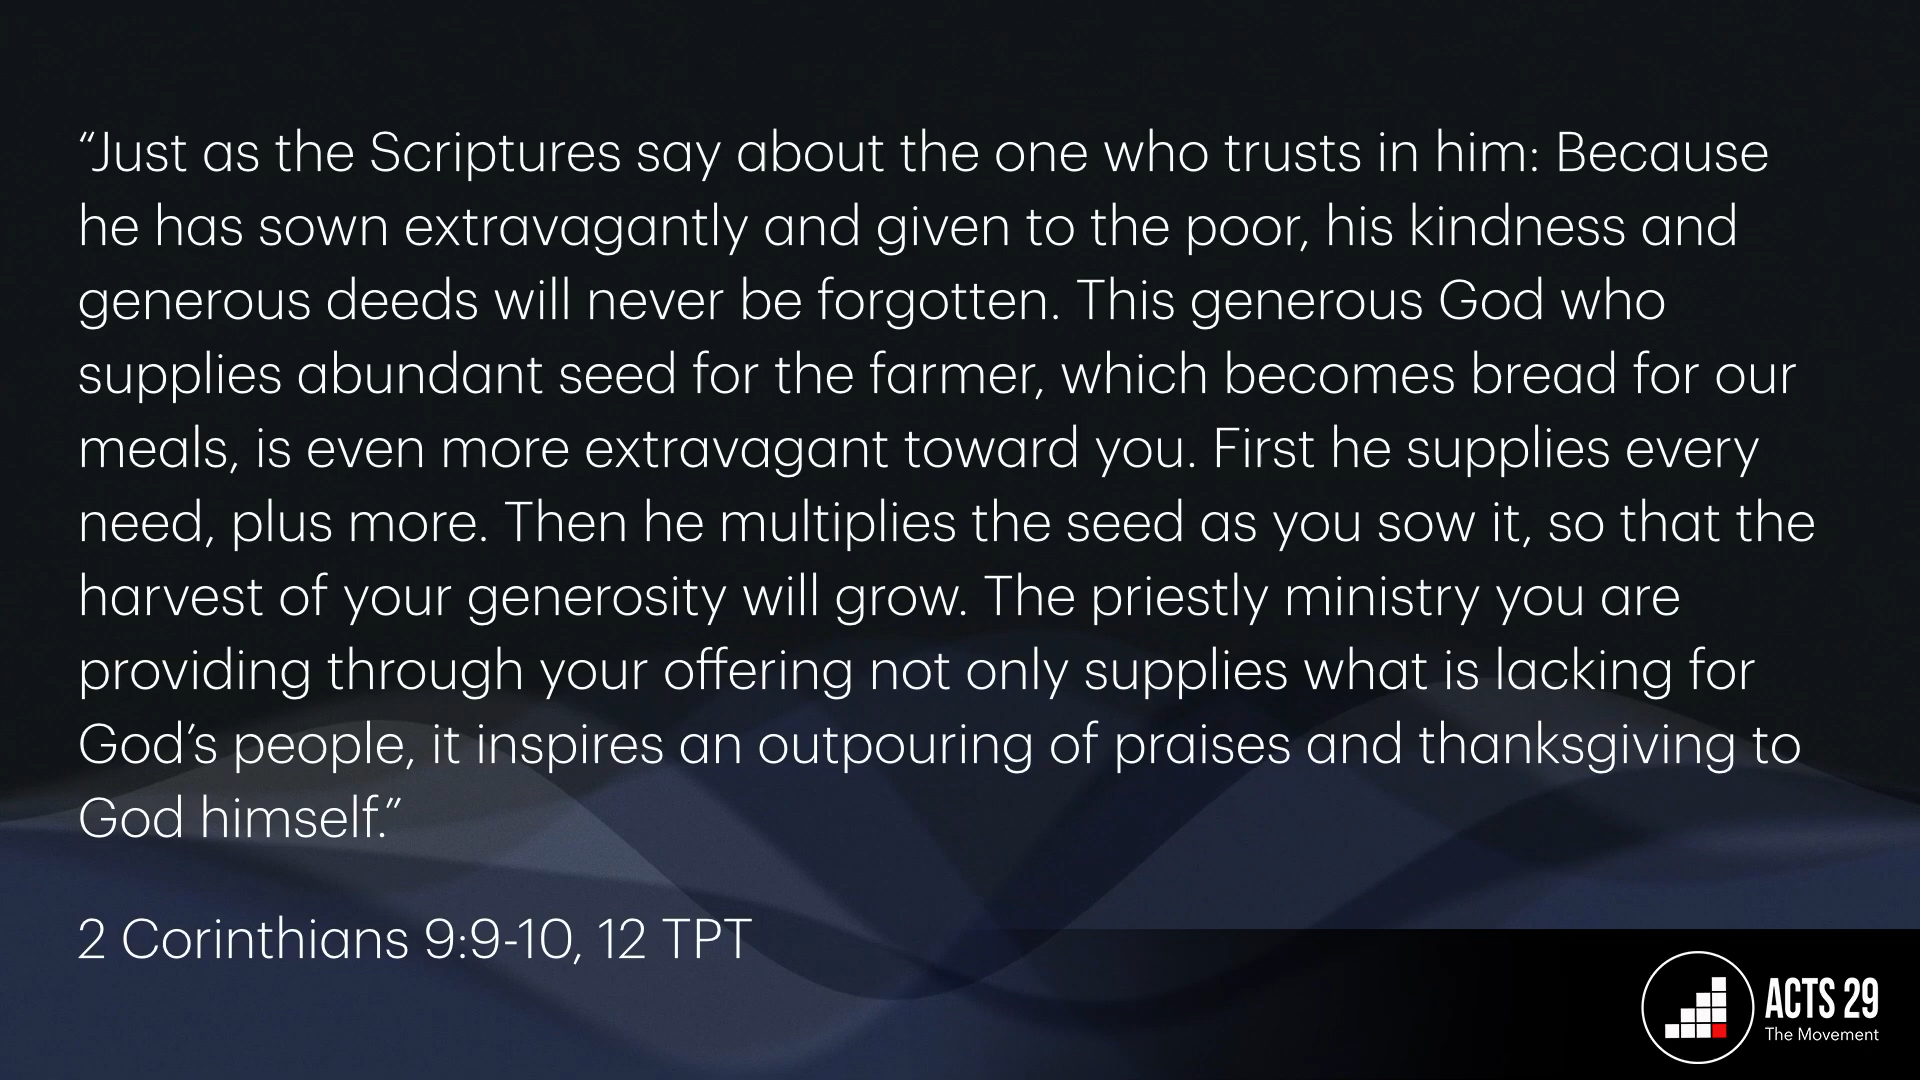 “Just as the Scriptures say about the one who trusts in him: Because
he has sown extravagantly and given to the poor, his kindness and
generous deeds will never be forgotten. This generous God who
supplies abundant seed for the farmer, which becomes bread for our
meals, is even more extravagant toward you. First he supplies every
need, plus more. Then he multiplies the seed as you sow it, so that the
harvest of your generosity will grow. The priestly ministry you are
providing through your offering not only supplies what is lacking for
God’s people, it inspires an outpouring of praises and thanksgiving to
God himself.”
2 Corinthians 9:9-10, 12 TPT
ACTS 29
The Movement